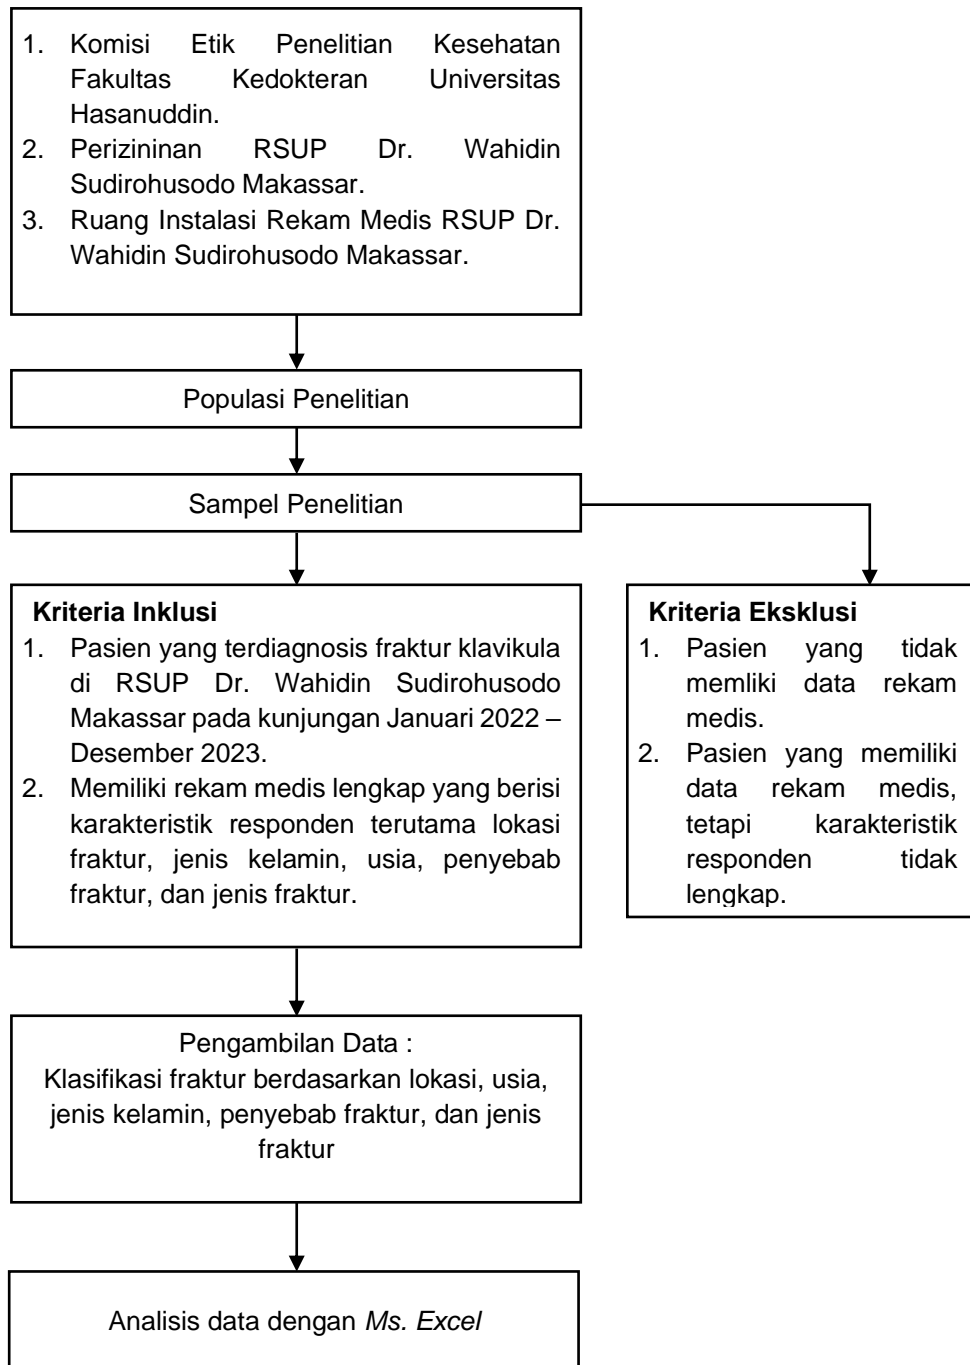 1. Komisi Etik Penelitian Kesehatan
Fakultas Kedokteran Universitas
Hasanuddin.
2. Perizininan RSUP Dr. Wahidin
Sudirohusodo Makassar.
3. Ruang Instalasi Rekam Medis RSUP Dr.
Wahidin Sudirohusodo Makassar.
Populasi Penelitian
Sampel Penelitian
Kriteria Inklusi
1. Pasien yang terdiagnosis fraktur klavikula
di RSUP Dr. Wahidin Sudirohusodo
Makassar pada kunjungan Januari 2022 –
Desember 2023.
2. Memiliki rekam medis lengkap yang berisi
karakteristik responden terutama lokasi
fraktur, jenis kelamin, usia, penyebab
fraktur, dan jenis fraktur.
Kriteria Eksklusi
1. Pasien yang tidak
memliki data rekam
medis.
2. Pasien yang memiliki
data rekam medis,
tetapi karakteristik
responden tidak
lengkap.
Pengambilan Data :
Klasifikasi fraktur berdasarkan lokasi, usia,
jenis kelamin, penyebab fraktur, dan jenis
fraktur
Analisis data dengan Ms. Excel